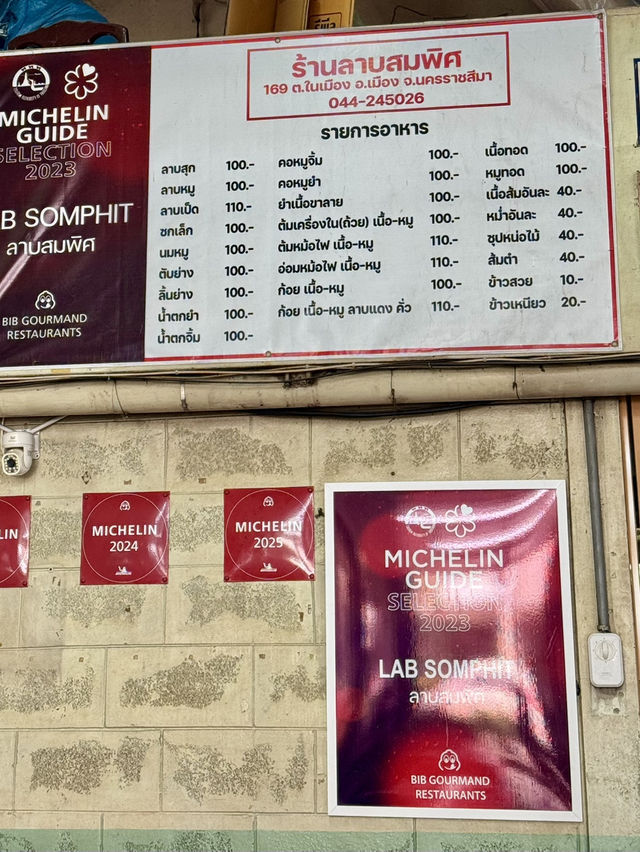 MICHELIN
GUIDE
SELECTION
2023
B SOMPHIT
ลาบสมพิศ
BIB GOURMAND
RESTAURANTS
ร้านลาบสมพิศ
169 ต.ในเมือง อ.เมือง จ.นครราชสีมา
044-245026
รายการอาหาร
ลาบสุก 100.-
ลาบหมู 100.-
ลาบเป็ด 110.-
ซกเล็ก 100.-
นมหมู 100.-
ตับย่าง 100.-
ลิ้นย่าง 100.-
น้ำตกยำ 100.-
น้ำตกจิ้ม 100.-
คอหมูจิ้ม 100.-
คอหมูยำ 100.-
ยำเนื้อขาลาย 100.-
ต้มเครื่องใน(ถ้วย) เนื้อ-หมู 100.-
ต้มหม้อไฟ เนื้อ-หมู 110.-
อ่อมหม้อไฟ เนื้อ-หมู 110.-
ก้อย เนื้อ-หมู 100.-
ก้อย เนื้อ-หมู ลาบแดง คั่ว 110.-
เนื้อทอด 100.-
หมูทอด 100.-
เนื้อส้มอันละ 40.-
หม่ำอันละ 40.-
ซุปหน่อไม้ 40.-
ส้มตำ 40.-
ข้าวสวย 10.-
ข้าวเหนียว 20.-
LIN
MICHELIN
2024
MICHELIN
2025
MICHELIN
GUIDE
SELECTION
2023
LAB SOMPHIT
ลาบสมพิศ
BIB GOURMAND
RESTAURANTS